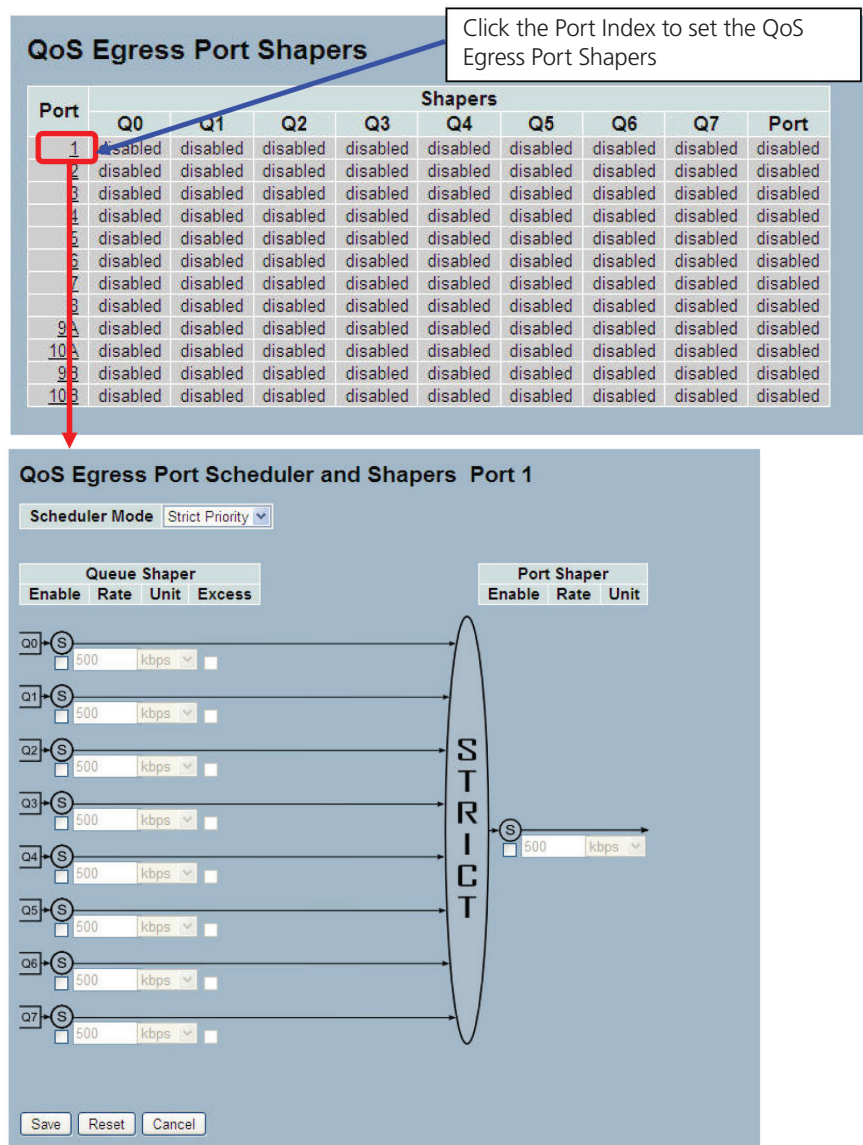 Click the Port Index to set the QoS
Egress Port Shapers
QoS Egress Port Shapers
Port Shapers
Q0 Q1 Q2 Q3 Q4 Q5 Q6 Q7 Port
1 disabled disabled disabled disabled disabled disabled disabled disabled disabled
2 disabled disabled disabled disabled disabled disabled disabled disabled disabled
3 disabled disabled disabled disabled disabled disabled disabled disabled disabled
4 disabled disabled disabled disabled disabled disabled disabled disabled disabled
5 disabled disabled disabled disabled disabled disabled disabled disabled disabled
6 disabled disabled disabled disabled disabled disabled disabled disabled disabled
7 disabled disabled disabled disabled disabled disabled disabled disabled disabled
8 disabled disabled disabled disabled disabled disabled disabled disabled disabled
9A disabled disabled disabled disabled disabled disabled disabled disabled disabled
10A disabled disabled disabled disabled disabled disabled disabled disabled disabled
9B disabled disabled disabled disabled disabled disabled disabled disabled disabled
10B disabled disabled disabled disabled disabled disabled disabled disabled disabled
QoS Egress Port Scheduler and Shapers Port 1
Scheduler Mode Strict Priority
Queue Shaper Port Shaper
Enable Rate Unit Excess Enable Rate Unit
Q0 S
500 kbps
Q1 S
500 kbps
Q2 S
500 kbps
Q3 S
500 kbps
Q4 S
500 kbps
Q5 S
500 kbps
Q6 S
500 kbps
Q7 S
500 kbps
STRICT
S
500 kbps
Save Reset Cancel